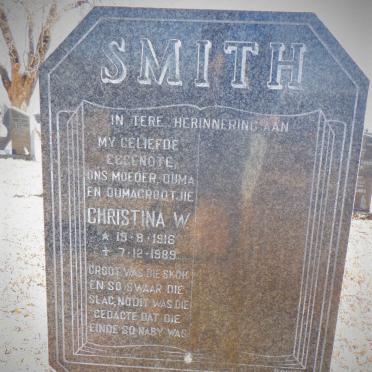 SMITH
IN TERE HERINNERING AAN
MY GELIEFDE
EGGENOTE,
ONS MOEDER, OUMA
EN OUMAGROOTJIE
CHRISTINA W.
* 19·8·1916
+ 7·12·1989
GROOT WAS DIE SKOK
EN SO SWAAR DIE
SLAG, NOOIT WAS DIE
GEDAGTE DAT DIE
EINDE SO NABY WAS